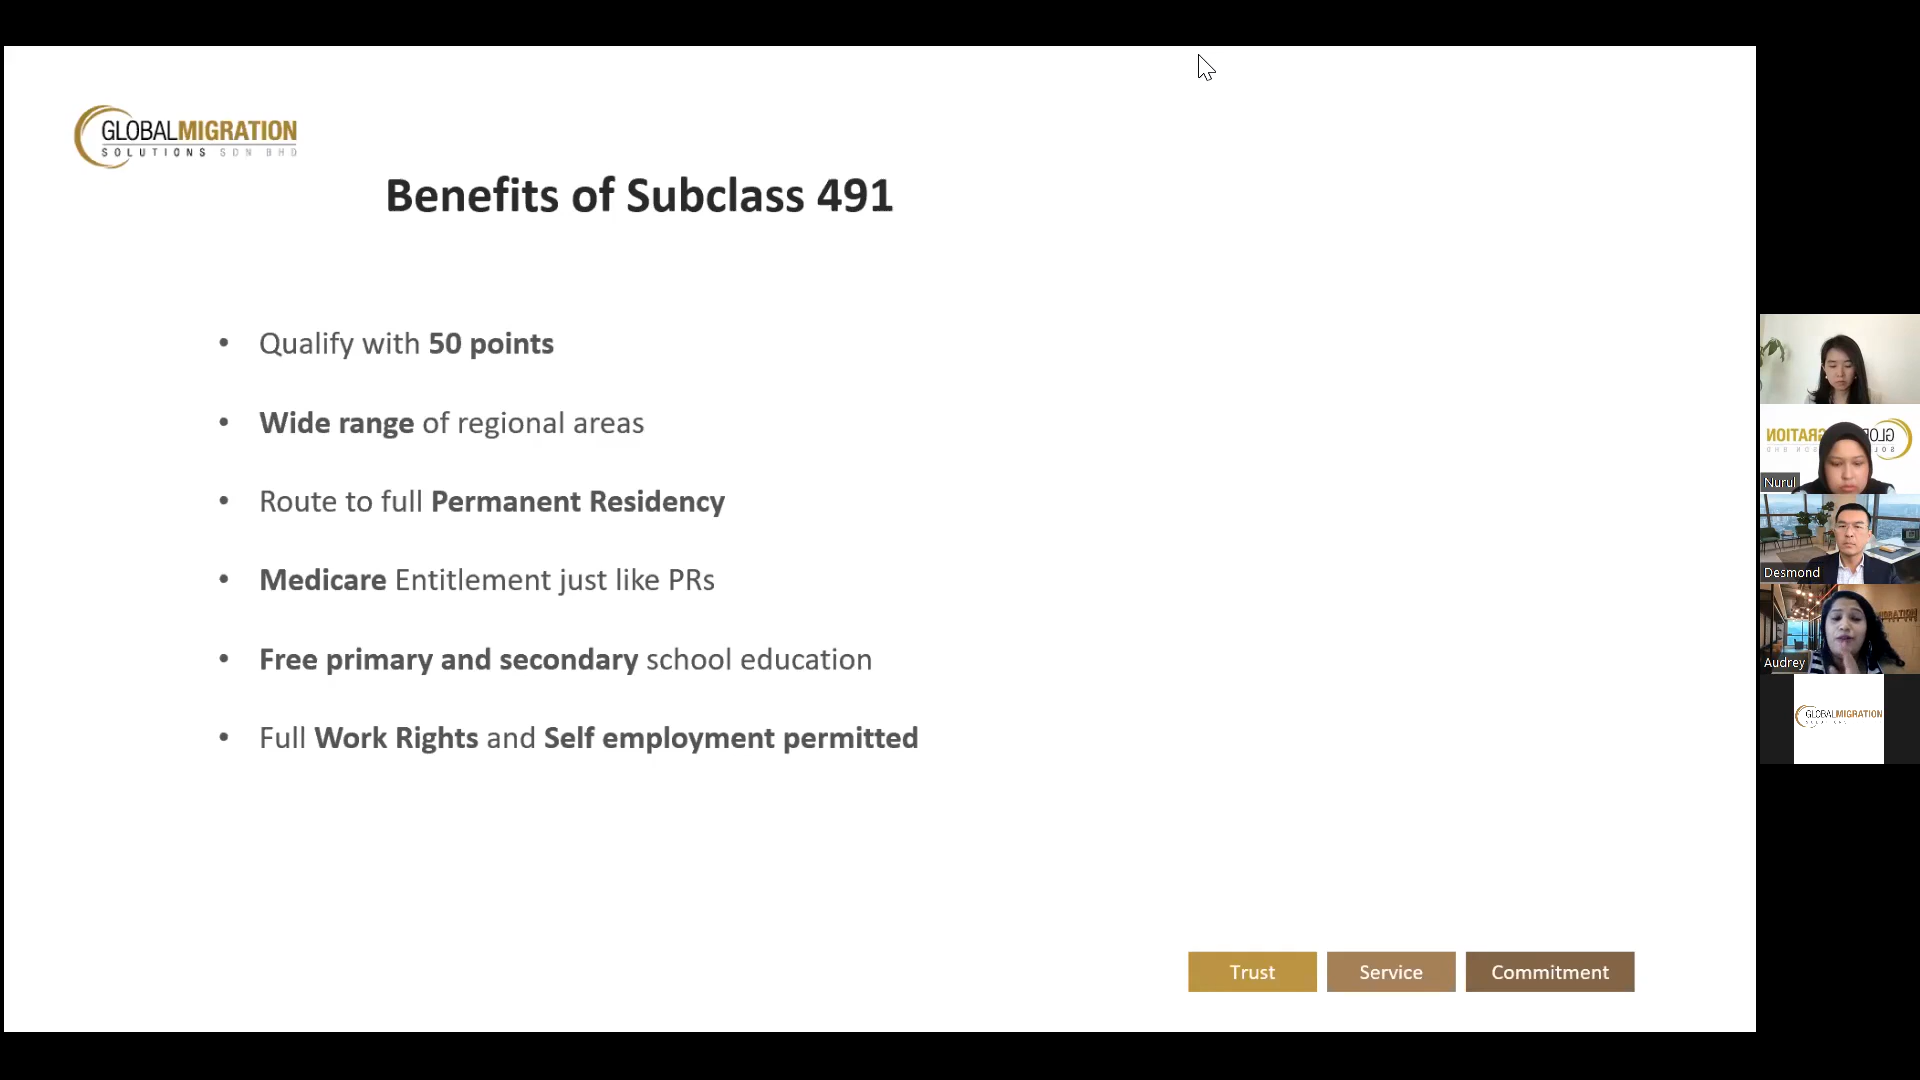 GLOBALMIGRATION
SOLUTIONS SDN BHD
Benefits of Subclass 491
• Qualify with 50 points
• Wide range of regional areas
• Route to full Permanent Residency
• Medicare Entitlement just like PRs
• Free primary and secondary school education
• Full Work Rights and Self employment permitted
Trust
Service
Commitment
Nurul
Desmond
Audrey
GLOBALMIGRATION